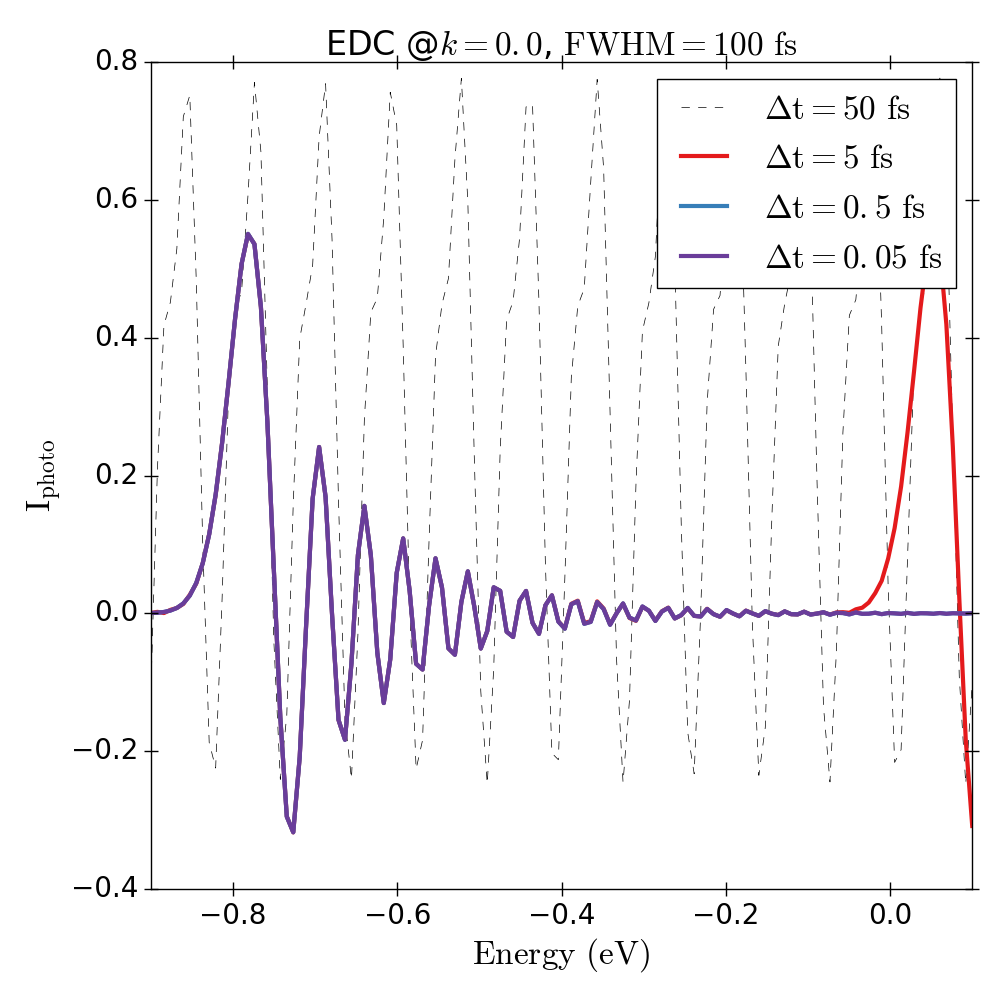 EDC @k = 0.0, FWHM = 100 fs
0.8
0.6
0.4
0.2
0.0
−0.2
−0.4
I_photo
−0.8
−0.6
−0.4
−0.2
0.0
Energy (eV)
Δt = 50 fs
Δt = 5 fs
Δt = 0.5 fs
Δt = 0.05 fs